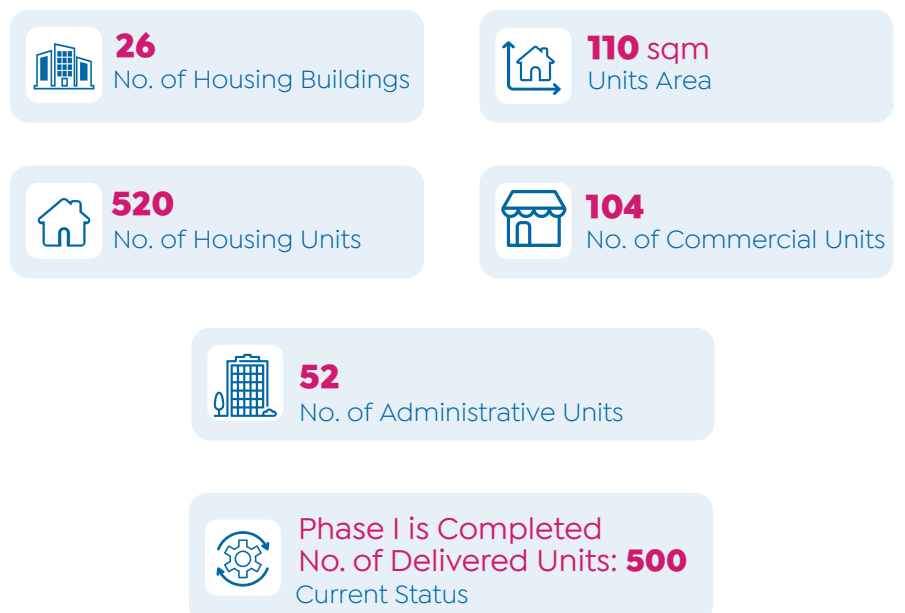 26
No. of Housing Buildings
110 sqm
Units Area
520
No. of Housing Units
104
No. of Commercial Units
52
No. of Administrative Units
Phase I is Completed
No. of Delivered Units: 500
Current Status